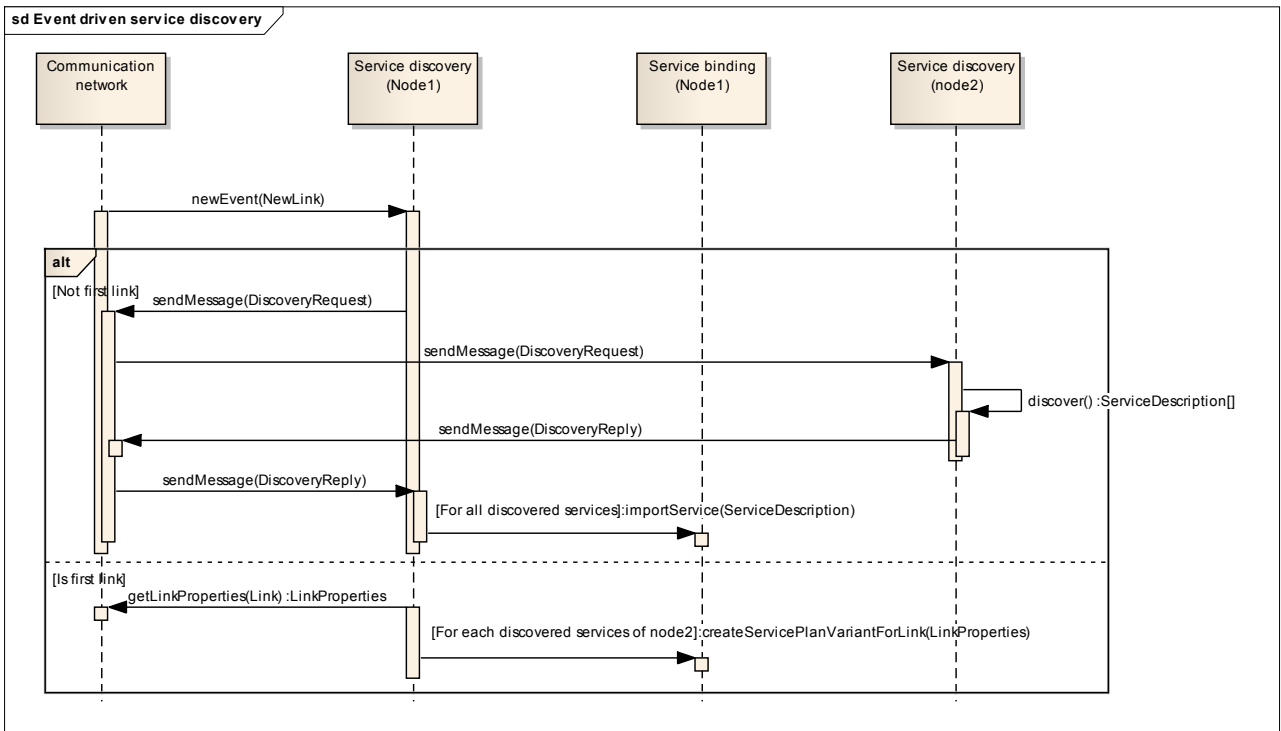 sd Event driven service discovery
Communication
network
Service discovery
(Node1)
Service binding
(Node1)
Service discovery
(node2)
newEvent(NewLink)
alt
[Not first link]
sendMessage(DiscoveryRequest)
sendMessage(DiscoveryRequest)
discover() :ServiceDescription[]
sendMessage(DiscoveryReply)
sendMessage(DiscoveryReply)
[For all discovered services]:importService(ServiceDescription)
[Is first link]
getLinkProperties(Link) :LinkProperties
[For each discovered services of node2]:createServicePlanVariantForLink(LinkProperties)